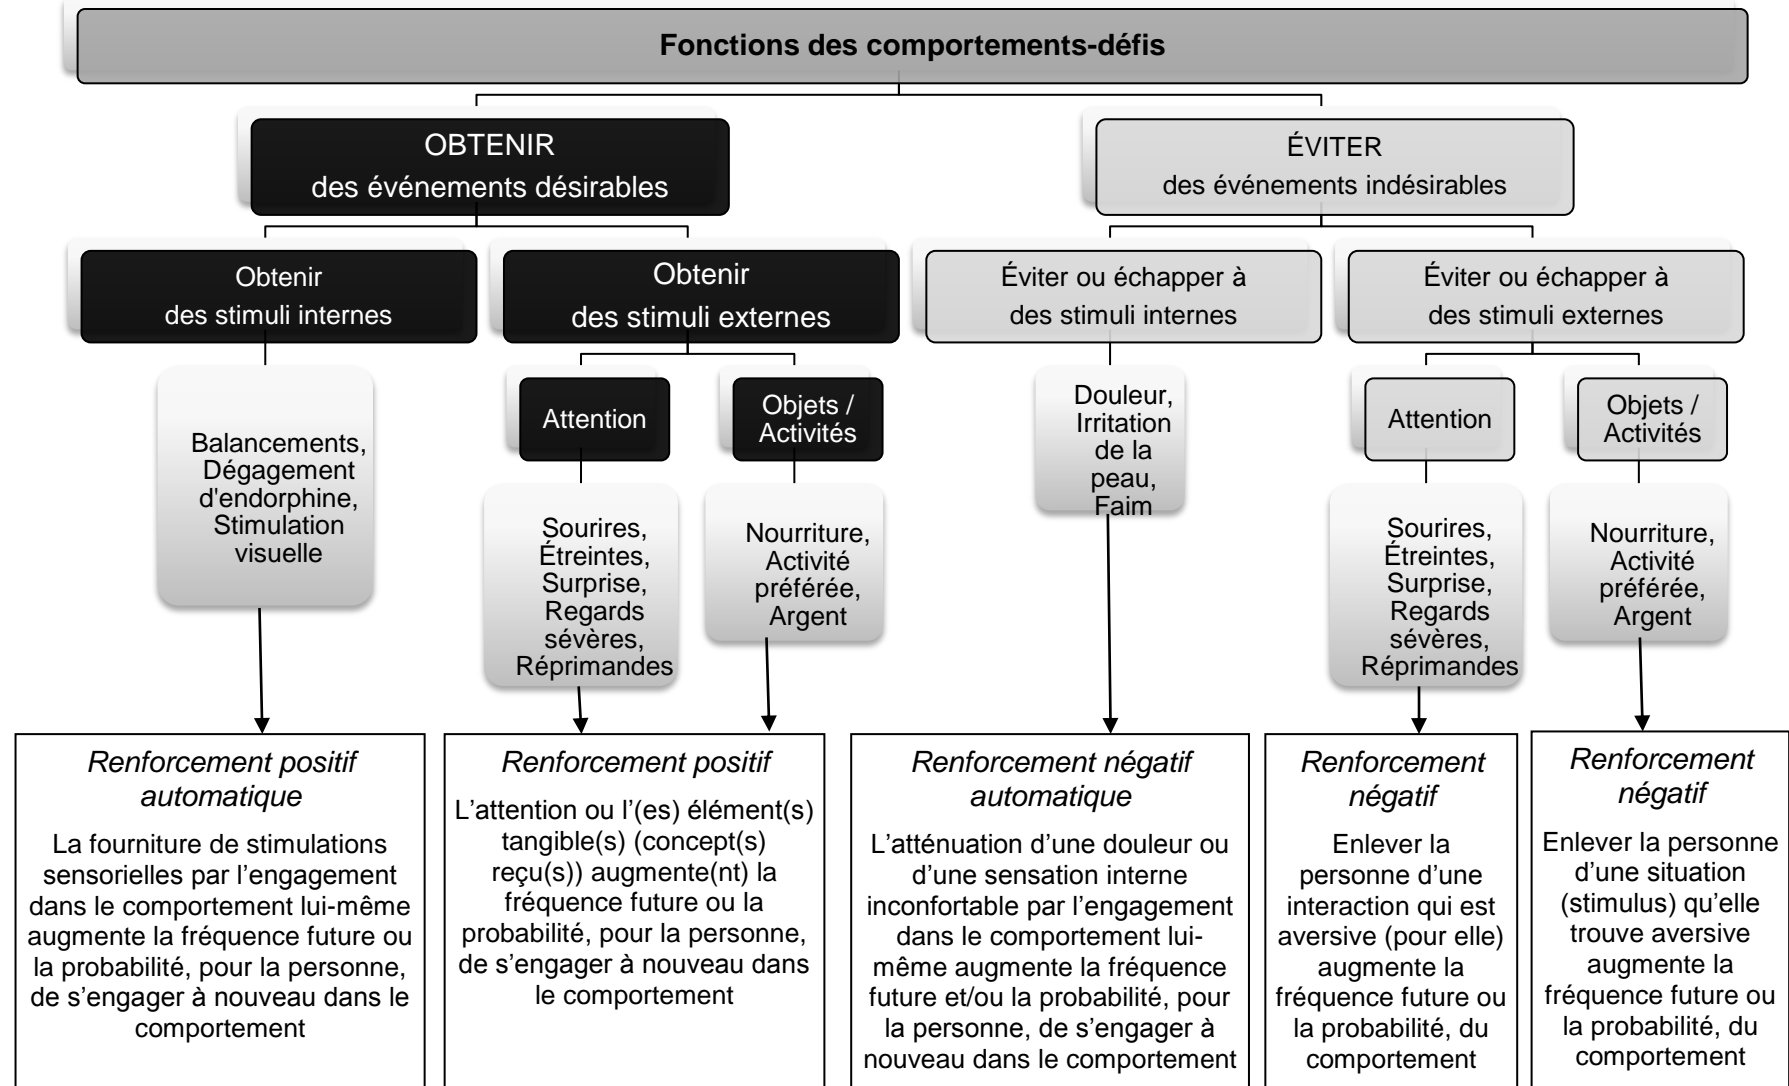 Fonctions des comportements-défis
OBTENIR
des événements désirables
ÉVITER
des événements indésirables
Obtenir
des stimuli internes
Obtenir
des stimuli externes
Éviter ou échapper à
des stimuli internes
Éviter ou échapper à
des stimuli externes
Balancements,
Dégagement
d'endorphine,
Stimulation
visuelle
Attention
Objets /
Activités
Douleur,
Irritation
de la
peau,
Faim
Attention
Objets /
Activités
Sourires,
Étreintes,
Surprise,
Regards
sévères,
Réprimandes
Nourriture,
Activité
préférée,
Argent
Sourires,
Étreintes,
Surprise,
Regards
sévères,
Réprimandes
Nourriture,
Activité
préférée,
Argent
Renforcement positif
automatique
La fourniture de stimulations
sensorielles par l’engagement
dans le comportement lui-même
augmente la fréquence future ou
la probabilité, pour la personne,
de s’engager à nouveau dans le
comportement
Renforcement positif
L’attention ou l’(es) élément(s)
tangible(s) (concept(s)
reçu(s)) augmente(nt) la
fréquence future ou la
probabilité, pour la personne,
de s’engager à nouveau dans
le comportement
Renforcement négatif
automatique
L’atténuation d’une douleur ou
d’une sensation interne
inconfortable par l’engagement
dans le comportement lui-
même augmente la fréquence
future et/ou la probabilité, pour
la personne, de s’engager à
nouveau dans le comportement
Renforcement
négatif
Enlever la
personne d’une
interaction qui est
aversive (pour elle)
augmente la
fréquence future ou
la probabilité, du
comportement
Renforcement
négatif
Enlever la personne
d’une situation
(stimulus) qu’elle
trouve aversive
augmente la
fréquence future ou
la probabilité, du
comportement